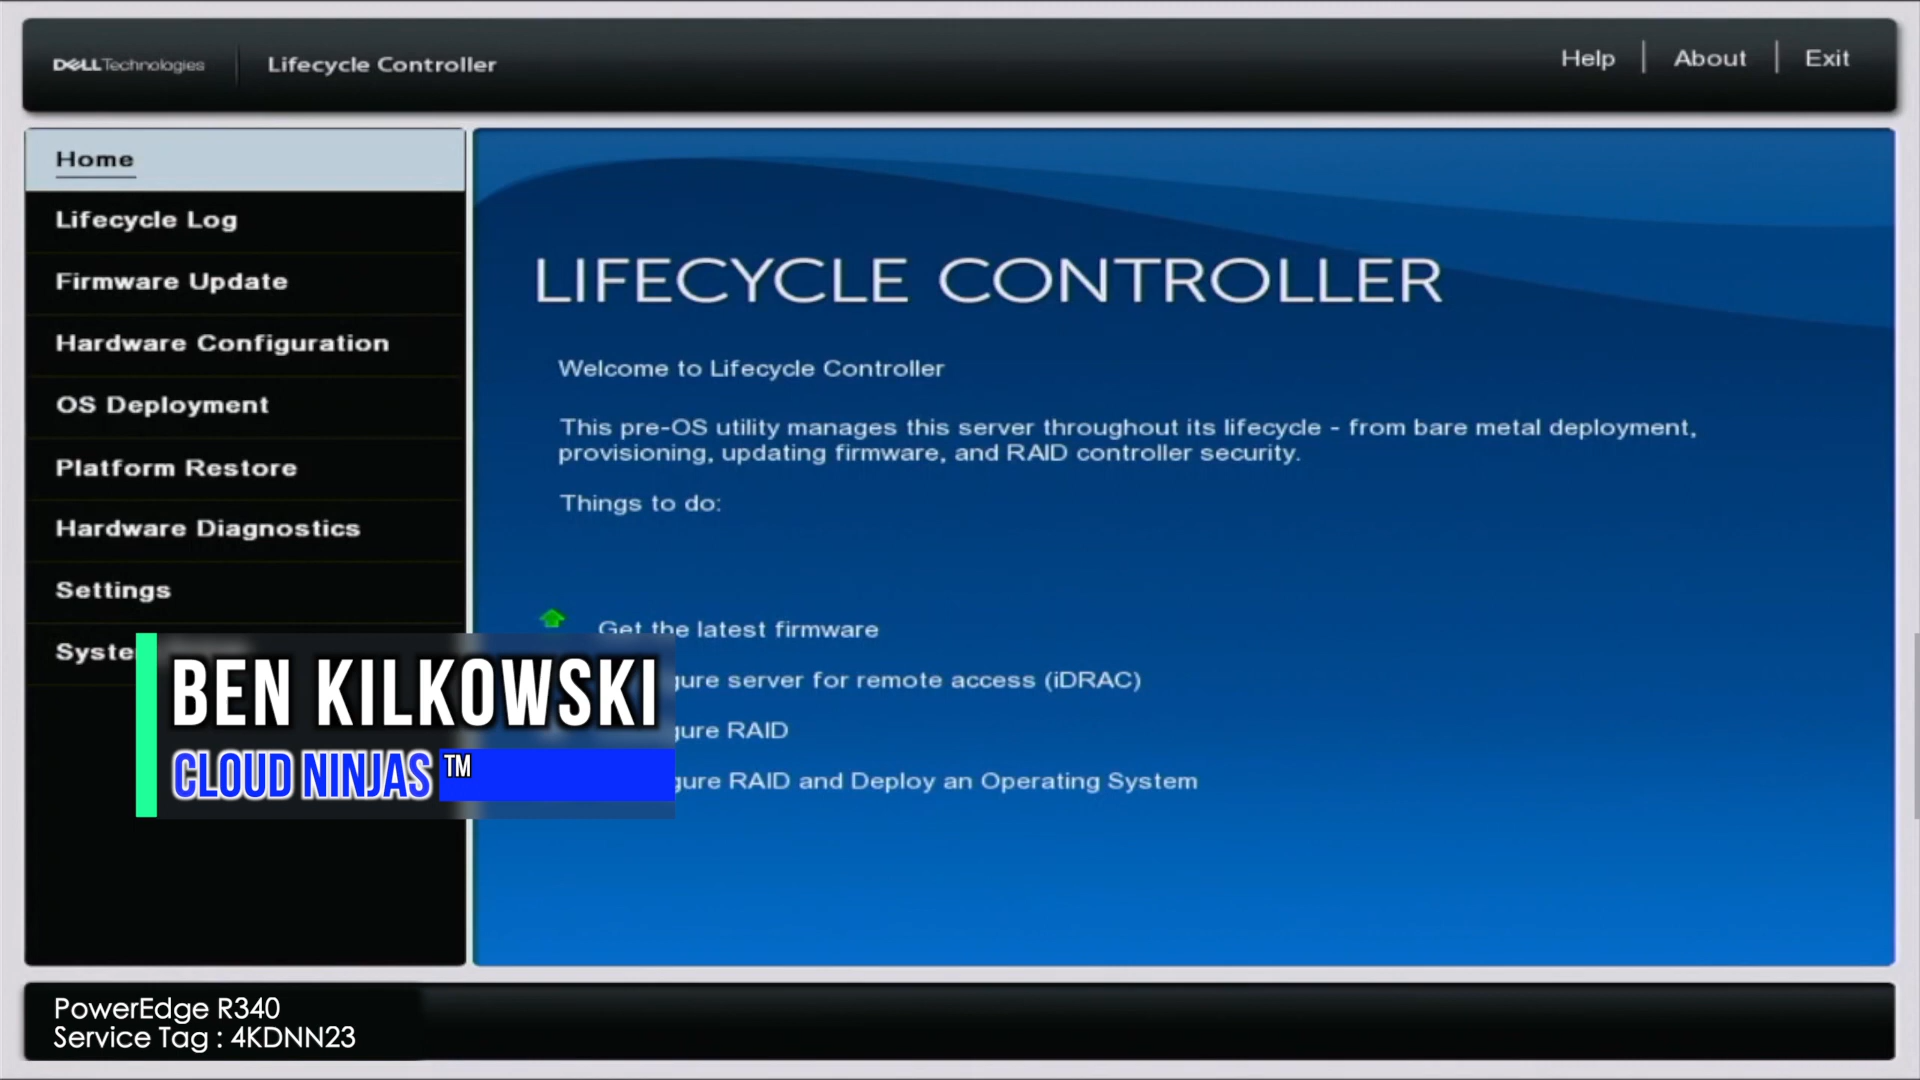 DELL Technologies
Lifecycle Controller
Help
About
Exit
Home
Lifecycle Log
Firmware Update
Hardware Configuration
OS Deployment
Platform Restore
Hardware Diagnostics
Settings
Syste
LIFECYCLE CONTROLLER
Welcome to Lifecycle Controller
This pre-OS utility manages this server throughout its lifecycle - from bare metal deployment,
provisioning, updating firmware, and RAID controller security.
Things to do:
Get the latest firmware
gure server for remote access (iDRAC)
gure RAID
gure RAID and Deploy an Operating System
BEN KILKOWSKI
CLOUD NINJAS ™
PowerEdge R340
Service Tag : 4KDNN23